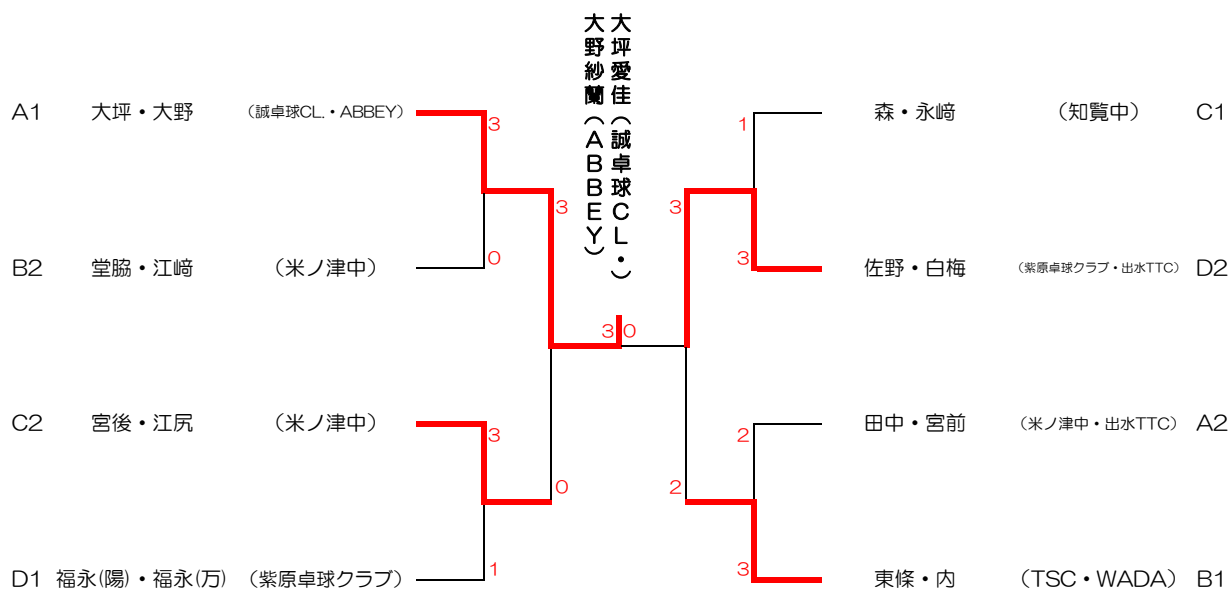 大坪愛佳（誠卓球CL．）
大野紗蘭（ABBEY）
A1 大坪・大野 （誠卓球CL.・ABBEY）
3
0
B2 堂脇・江﨑 （米ノ津中）
3
C2 宮後・江尻 （米ノ津中）
3
1
D1 福永(陽)・福永(万) （紫原卓球クラブ）
0
3
0
1
森・永﨑 （知覧中） C1
3
3
佐野・白梅 （紫原卓球クラブ・出水TTC） D2
2
田中・宮前 （米ノ津中・出水TTC） A2
2
3
東條・内 （TSC・WADA） B1